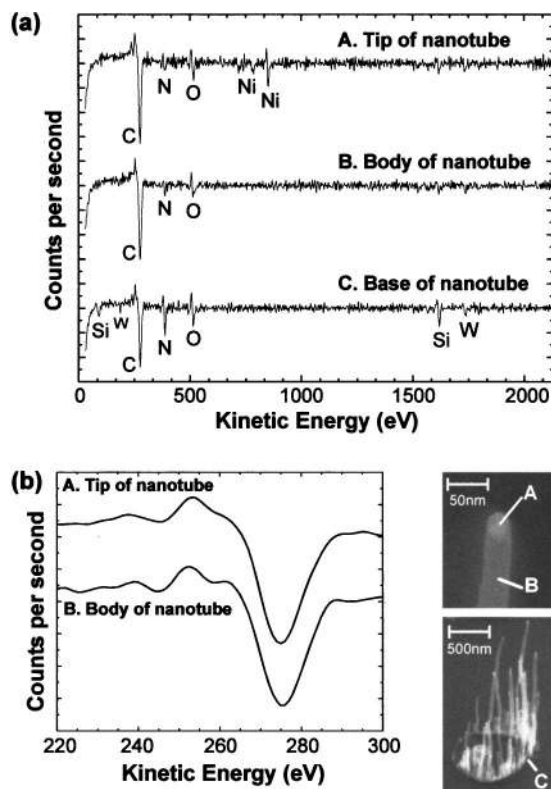 (a)
A. Tip of nanotube
N O Ni Ni
C
B. Body of nanotube
N O
C
C. Base of nanotube
Si w C N O Si W
Counts per second
0 500 1000 1500 2000
Kinetic Energy (eV)
(b)
A. Tip of nanotube
B. Body of nanotube
Counts per second
220 240 260 280 300
Kinetic Energy (eV)
50nm
A
B
500nm
C